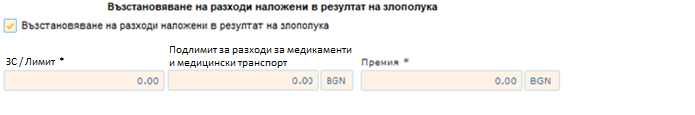 Възстановяване на разходи наложени в резултат на злополука
Възстановяване на разходи наложени в резултат на злополука
ЗС / Лимит *
Подлимит за разходи за медикаменти
и медицински транспорт
Премия *
0.00
0.00 BGN
0.00 BGN